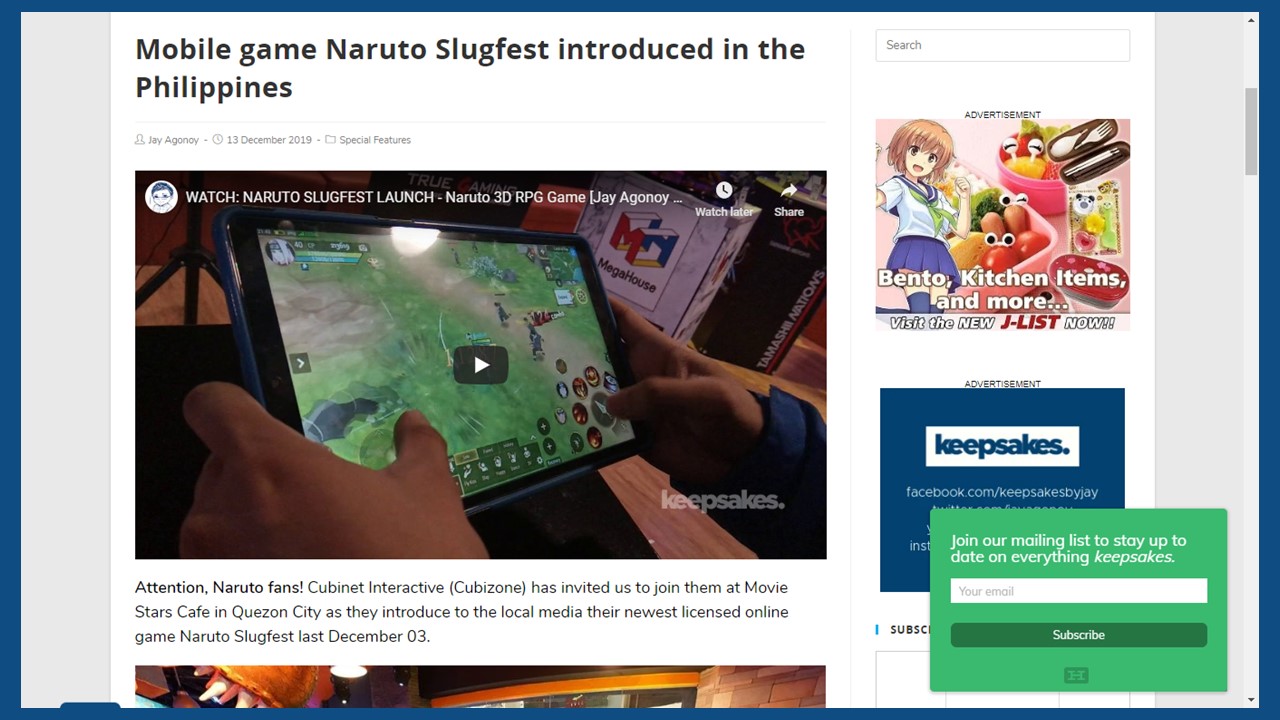 Mobile game Naruto Slugfest introduced in the
Philippines
Jay Agonoy - 13 December 2019 - Special Features
TRUE GAMING
WATCH: NARUTO SLUGFEST LAUNCH - Naruto 3D RPG Game [Jay Agonoy ...
Watch later
Share
MegaHouse
TAMASHII NATIONS
keepsakes.
Attention, Naruto fans! Cubinet Interactive (Cubizone) has invited us to join them at Movie
Stars Cafe in Quezon City as they introduce to the local media their newest licensed online
game Naruto Slugfest last December 03.
Search
ADVERTISEMENT
Bento, Kitchen Items,
and more...
Visit the NEW J-LIST NOW!!
ADVERTISEMENT
keepsakes.
facebook.com/keepsakesbyjay
twitter.com/jayagonoy
Join our mailing list to stay up to
date on everything keepsakes.
Your email
Subscribe